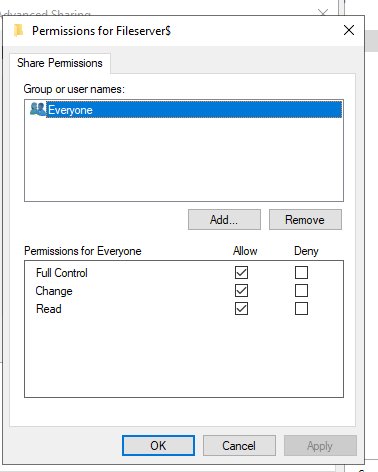 Advanced Sharing
Permissions for Fileserver$
Share Permissions
Group or user names:
Everyone
Add... Remove
Permissions for Everyone Allow Deny
Full Control
Change
Read
OK Cancel Apply